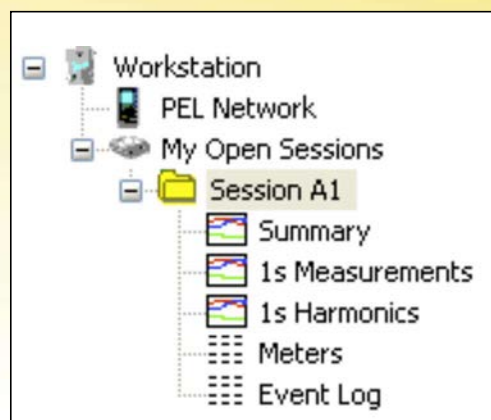 Workstation
PEL Network
My Open Sessions
Session A1
Summary
1s Measurements
1s Harmonics
Meters
Event Log